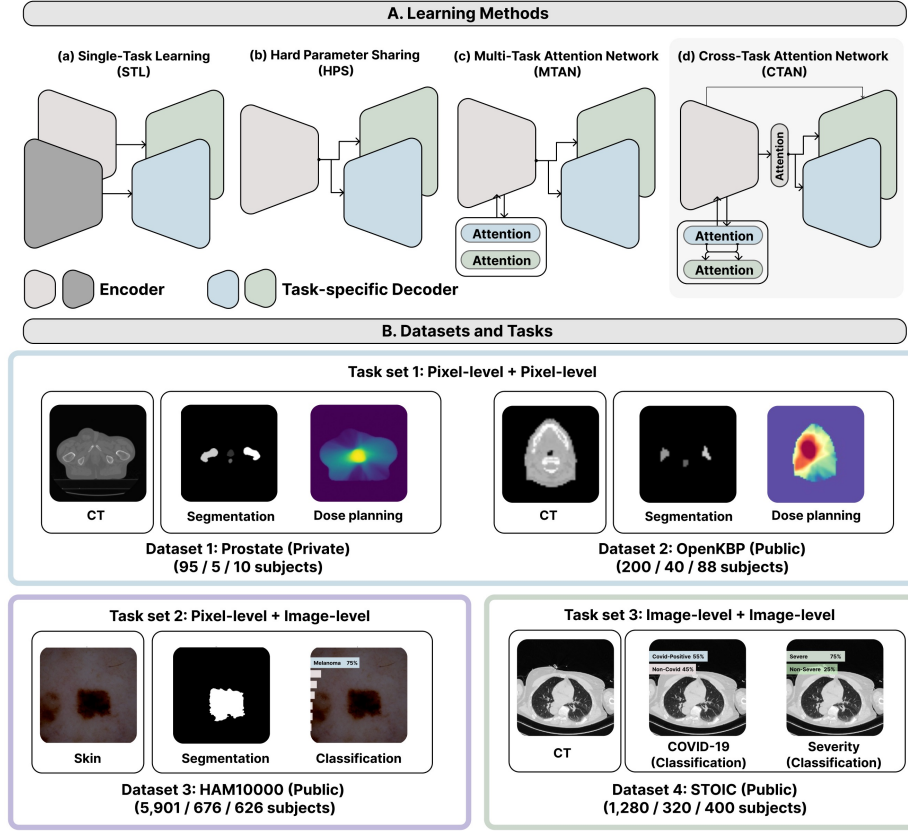 A. Learning Methods
(a) Single-Task Learning
(STL)
(b) Hard Parameter Sharing
(HPS)
(c) Multi-Task Attention Network
(MTAN)
(d) Cross-Task Attention Network
(CTAN)
Attention
Attention
Attention
Attention
Attention
Encoder
Task-specific Decoder
B. Datasets and Tasks
Task set 1: Pixel-level + Pixel-level
CT
Segmentation
Dose planning
CT
Segmentation
Dose planning
Dataset 1: Prostate (Private)
(95 / 5 / 10 subjects)
Dataset 2: OpenKBP (Public)
(200 / 40 / 88 subjects)
Task set 2: Pixel-level + Image-level
Melanoma 75%
Skin
Segmentation
Classification
Dataset 3: HAM10000 (Public)
(5,901 / 676 / 626 subjects)
Task set 3: Image-level + Image-level
Covid-Positive 55%
Non-Covid 45%
Severe 75%
Non-Severe 25%
CT
COVID-19
(Classification)
Severity
(Classification)
Dataset 4: STOIC (Public)
(1,280 / 320 / 400 subjects)